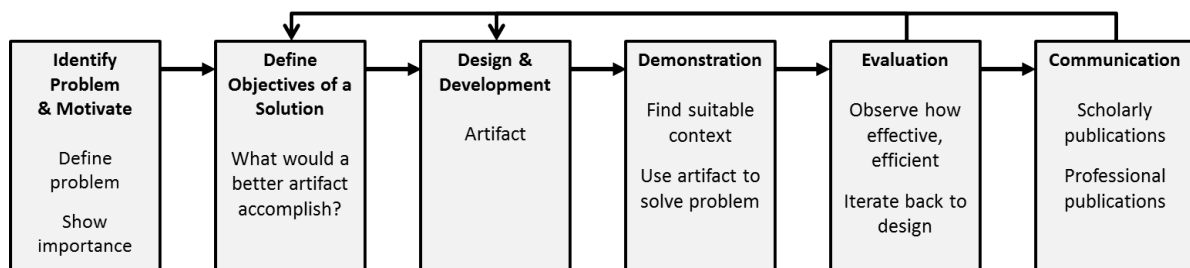 Identify
Problem
& Motivate
Define
problem
Show
importance
Define
Objectives of a
Solution
What would a
better artifact
accomplish?
Design &
Development
Artifact
Demonstration
Find suitable
context
Use artifact to
solve problem
Evaluation
Observe how
effective,
efficient
Iterate back to
design
Communication
Scholarly
publications
Professional
publications